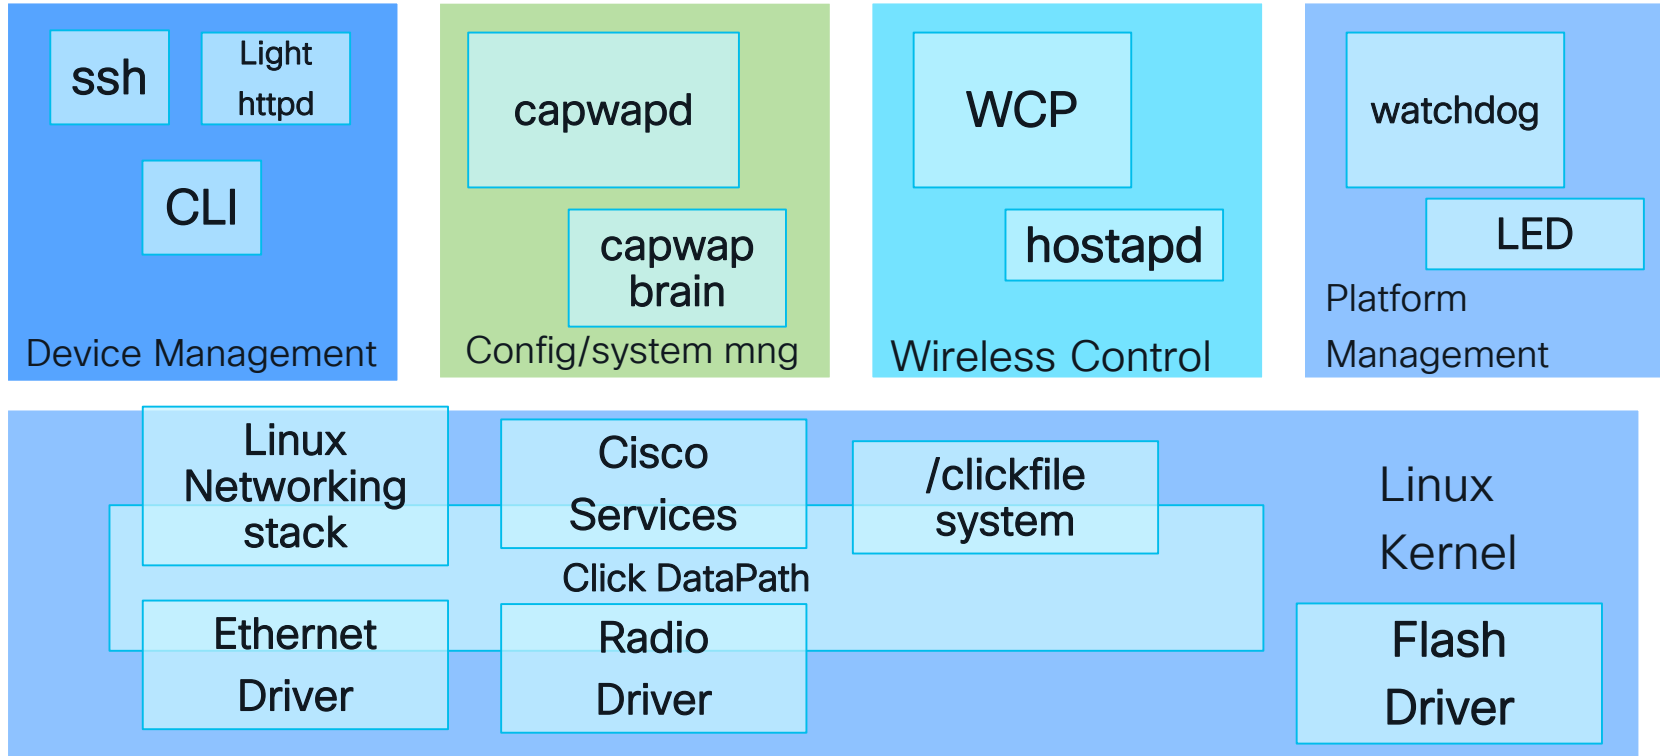 ssh
Light
httpd
CLI
Device Management
capwapd
capwap
brain
Config/system mng
WCP
hostapd
Wireless Control
watchdog
LED
Platform
Management
Linux
Networking
stack
Cisco
Services
/clickfile
system
Click DataPath
Ethernet
Driver
Radio
Driver
Linux
Kernel
Flash
Driver